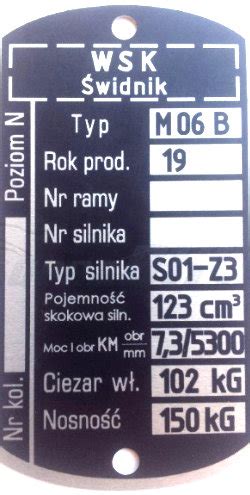 WSK
Świdnik
Typ M 06 B
Rok prod. 19
Nr ramy
Nr silnika
Typ silnika S01-Z3
Pojemność
skokowa siln. 123 cm³
Moc i obr KM obr/mm 7,3/5300
Ciezar wł. 102 kG
Nosność 150 kG
Poziom N
Nr kol.